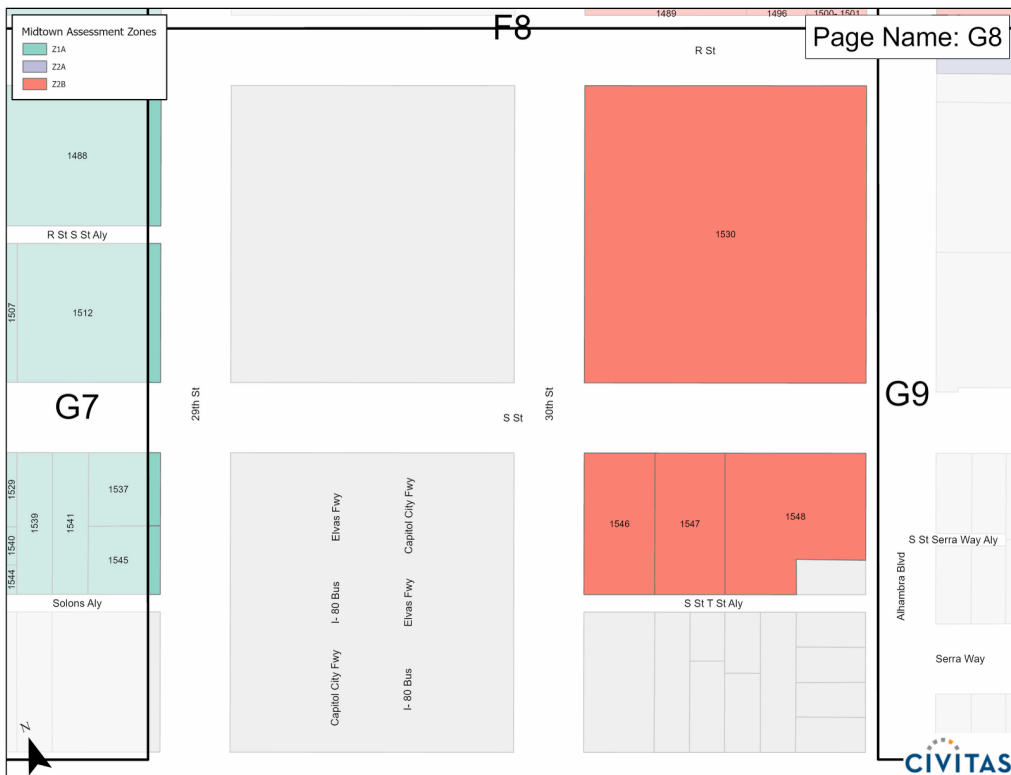 Midtown Assessment Zones
Z1A
Z2A
Z2B
F8
1489
1496
1500- 1501
R St
Page Name: G8
1488
R St S St Aly
1530
1507
1512
29th St
30th St
G7
G9
S St
1529
1537
1539
1541
1540
1545
1544
Elvas Fwy
Capitol City Fwy
1546
1547
1548
S St Serra Way Aly
Solons Aly
I- 80 Bus
Elvas Fwy
S St T St Aly
Alhambra Blvd
Capitol City Fwy
I- 80 Bus
Serra Way
N
CIVITAS